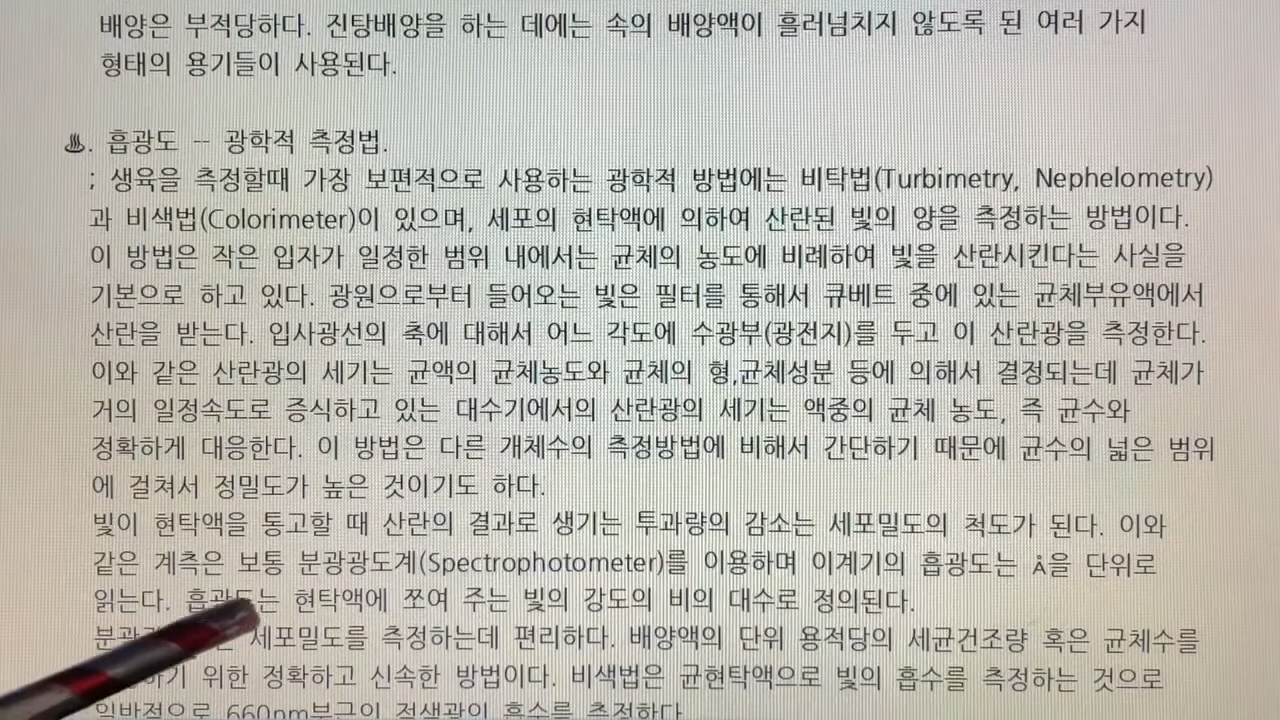 배양은 부적당하다. 진탕배양을 하는 데에는 속의 배양액이 흘러넘치지 않도록 된 여러 가지
형태의 용기들이 사용된다.
♨. 흡광도 -- 광학적 측정법.
; 생육을 측정할때 가장 보편적으로 사용하는 광학적 방법에는 비탁법(Turbimetry, Nephelometry)
과 비색법(Colorimeter)이 있으며, 세포의 현탁액에 의하여 산란된 빛의 양을 측정하는 방법이다.
이 방법은 작은 입자가 일정한 범위 내에서는 균체의 농도에 비례하여 빛을 산란시킨다는 사실을
기본으로 하고 있다. 광원으로부터 들어오는 빛은 필터를 통해서 큐베트 중에 있는 균체부유액에서
산란을 받는다. 입사광선의 축에 대해서 어느 각도에 수광부(광전지)를 두고 이 산란광을 측정한다.
이와 같은 산란광의 세기는 균액의 균체농도와 균체의 형,균체성분 등에 의해서 결정되는데 균체가
거의 일정속도로 증식하고 있는 대수기에서의 산란광의 세기는 액중의 균체 농도, 즉 균수와
정확하게 대응한다. 이 방법은 다른 개체수의 측정방법에 비해서 간단하기 때문에 균수의 넓은 범위
에 걸쳐서 정밀도가 높은 것이기도 하다.
빛이 현탁액을 통고할 때 산란의 결과로 생기는 투과량의 감소는 세포밀도의 척도가 된다. 이와
같은 계측은 보통 분광광도계(Spectrophotometer)를 이용하며 이계기의 흡광도는 Å을 단위로
읽는다. 흡광도는 현탁액에 쪼여 주는 빛의 강도의 비의 대수로 정의된다.
세포밀도를 측정하는데 편리하다. 배양액의 단위 용적당의 세균건조량 혹은 균체수를
위한 정확하고 신속한 방법이다. 비색법은 균현탁액으로 빛의 흡수를 측정하는 것으로
일반적으로 660nm부근의 적색광의 흡수를 측정한다